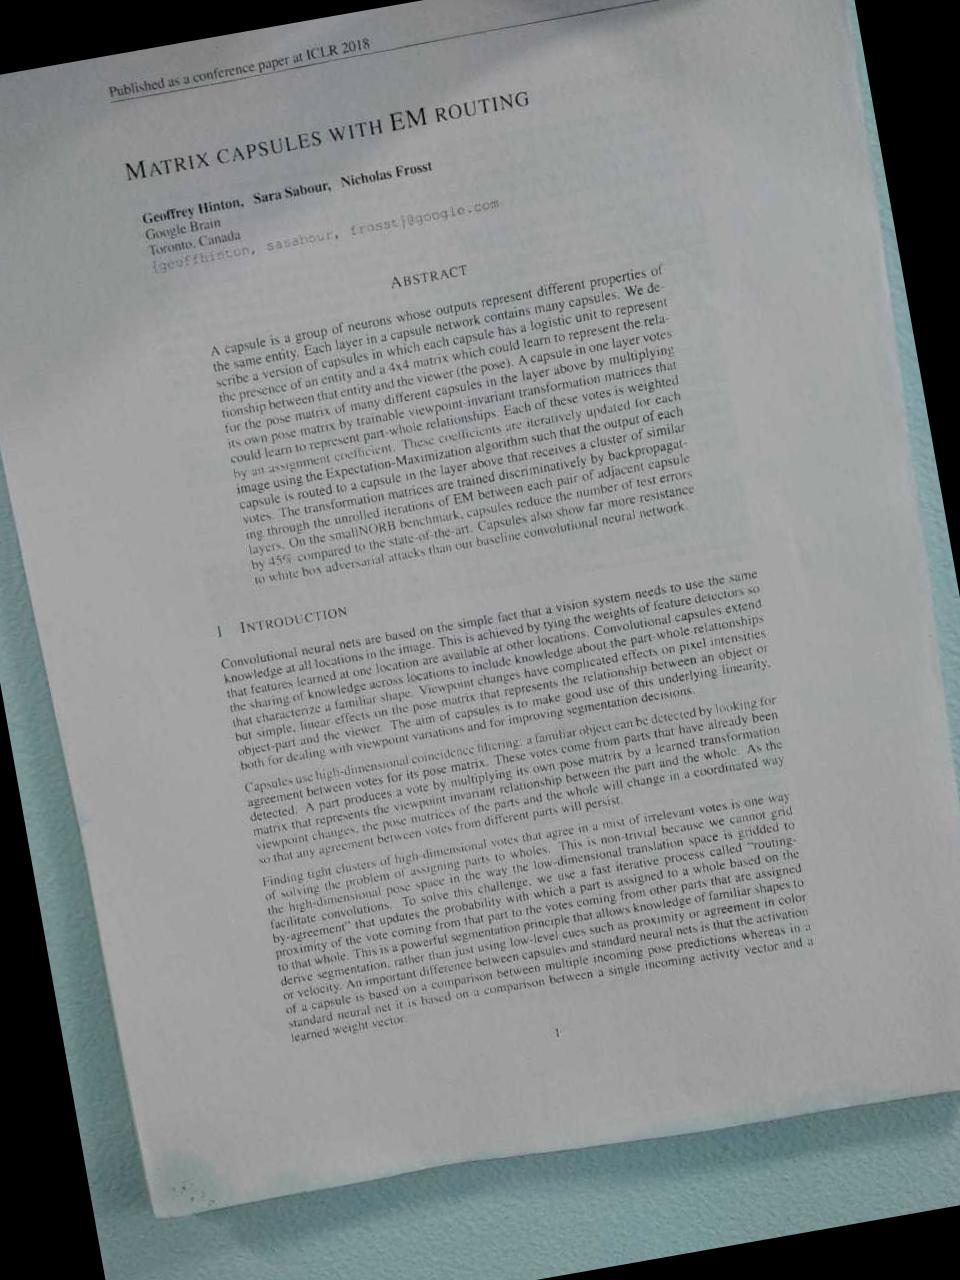 Published as a conference paper at ICLR 2018
MATRIX CAPSULES WITH EM ROUTING
Geoffrey Hinton, Sara Sabour, Nicholas Frosst
Google Brain
Toronto, Canada
{geoffhinton, sasabour, frosst}@google.com
ABSTRACT
A capsule is a group of neurons whose outputs represent different properties of
the same entity. Each layer in a capsule network contains many capsules. We de-
scribe a version of capsules in which each capsule has a logistic unit to represent
the presence of an entity and a 4x4 matrix which could learn to represent the rela-
tionship between that entity and the viewer (the pose). A capsule in one layer votes
for the pose matrix of many different capsules in the layer above by multiplying
its own pose matrix by trainable viewpoint-invariant transformation matrices that
could learn to represent part-whole relationships. Each of these votes is weighted
by an assignment coefficient. These coefficients are iteratively updated for each
image using the Expectation-Maximization algorithm such that the output of each
capsule is routed to a capsule in the layer above that receives a cluster of similar
votes. The transformation matrices are trained discriminatively by backpropagat-
ing through the unrolled iterations of EM between each pair of adjacent capsule
layers. On the smallNORB benchmark, capsules reduce the number of test errors
by 45% compared to the state-of-the-art. Capsules also show far more resistance
to white box adversarial attacks than our baseline convolutional neural network.
1 INTRODUCTION
Convolutional neural nets are based on the simple fact that a vision system needs to use the same
knowledge at all locations in the image. This is achieved by tying the weights of feature detectors so
that features learned at one location are available at other locations. Convolutional capsules extend
the sharing of knowledge across locations to include knowledge about the part-whole relationships
that characterize a familiar shape. Viewpoint changes have complicated effects on pixel intensities
but simple, linear effects on the pose matrix that represents the relationship between an object or
object-part and the viewer. The aim of capsules is to make good use of this underlying linearity,
both for dealing with viewpoint variations and for improving segmentation decisions.
Capsules use high-dimensional coincidence filtering: a familiar object can be detected by looking for
agreement between votes for its pose matrix. These votes come from parts that have already been
detected. A part produces a vote by multiplying its own pose matrix by a learned transformation
matrix that represents the viewpoint invariant relationship between the part and the whole. As the
viewpoint changes, the pose matrices of the parts and the whole will change in a coordinated way
so that any agreement between votes from different parts will persist.
Finding tight clusters of high-dimensional votes that agree in a mist of irrelevant votes is one way
of solving the problem of assigning parts to wholes. This is non-trivial because we cannot grid
the high-dimensional pose space in the way the low-dimensional translation space is gridded to
facilitate convolutions. To solve this challenge, we use a fast iterative process called "routing-
by-agreement" that updates the probability with which a part is assigned to a whole based on the
proximity of the vote coming from that part to the votes coming from other parts that are assigned
to that whole. This is a powerful segmentation principle that allows knowledge of familiar shapes to
derive segmentation, rather than just using low-level cues such as proximity or agreement in color
or velocity. An important difference between capsules and standard neural nets is that the activation
of a capsule is based on a comparison between multiple incoming pose predictions whereas in a
standard neural net it is based on a comparison between a single incoming activity vector and a
learned weight vector.
1